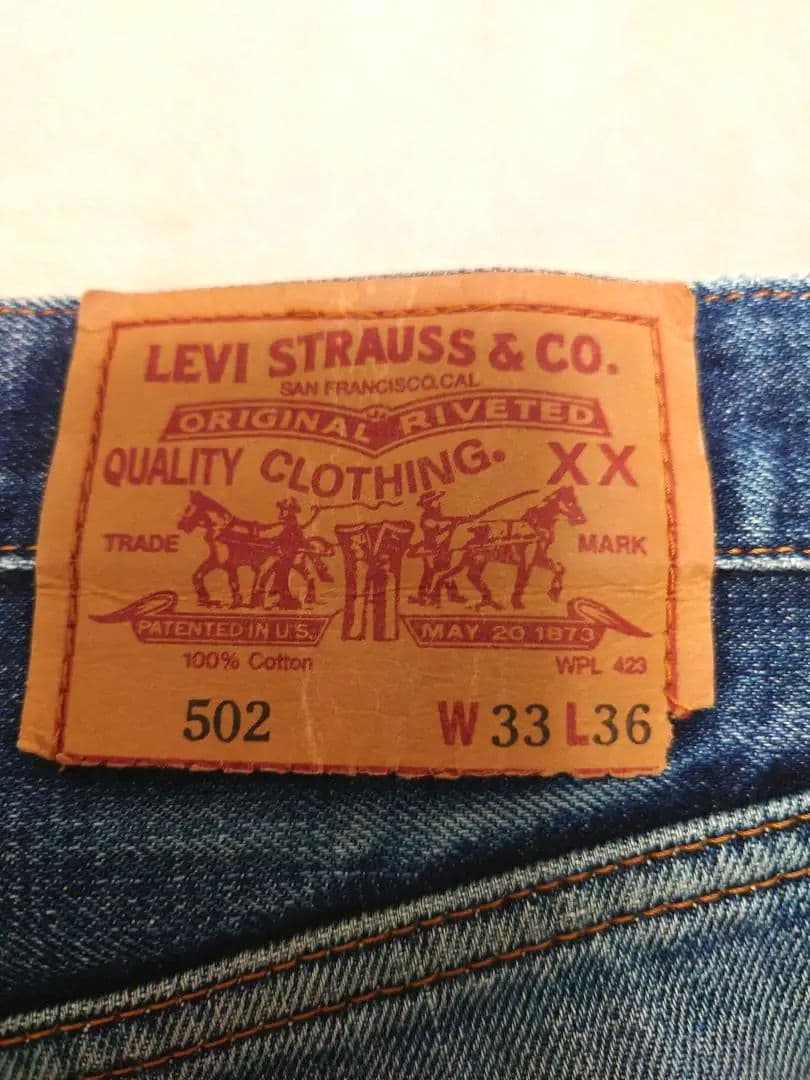 LEVI STRAUSS & CO.
SAN FRANCISCO,CAL
ORIGINAL RIVETED
QUALITY CLOTHING. XX
TRADE MARK
PATENTED IN U.S. MAY 20 1873
100% Cotton WPL 423
502 W 33 L 36